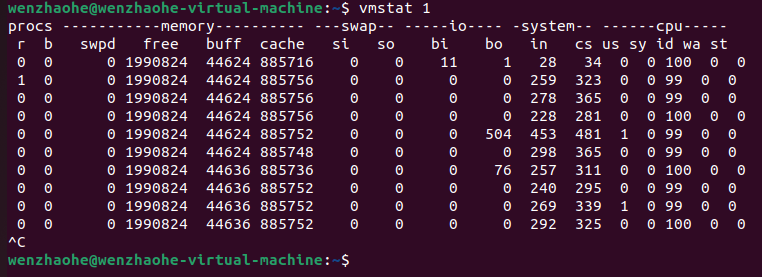 wenzhaohe@wenzhaohe-virtual-machine:~$ vmstat 1
procs -----------memory---------- ---swap-- -----io---- -system-- ------cpu-----
 r  b   swpd   free   buff  cache   si   so    bi    bo   in   cs us sy id wa st
 0  0      0 1990824  44624 885716    0    0    11     1   28   34  0  0 100  0  0
 1  0      0 1990824  44624 885756    0    0     0     0  259  323  0  0 99  0  0
 0  0      0 1990824  44624 885756    0    0     0     0  278  365  0  0 99  0  0
 0  0      0 1990824  44624 885756    0    0     0     0  228  281  0  0 100  0  0
 0  0      0 1990824  44624 885752    0    0     0   504  453  481  1  0 99  0  0
 0  0      0 1990824  44624 885748    0    0     0     0  298  365  0  0 99  0  0
 0  0      0 1990824  44636 885736    0    0     0    76  257  311  0  0 100  0  0
 0  0      0 1990824  44636 885752    0    0     0     0  240  295  0  0 99  0  0
 0  0      0 1990824  44636 885752    0    0     0     0  269  339  1  0 99  0  0
 0  0      0 1990824  44636 885752    0    0     0     0  292  325  0  0 100  0  0
^C
wenzhaohe@wenzhaohe-virtual-machine:~$